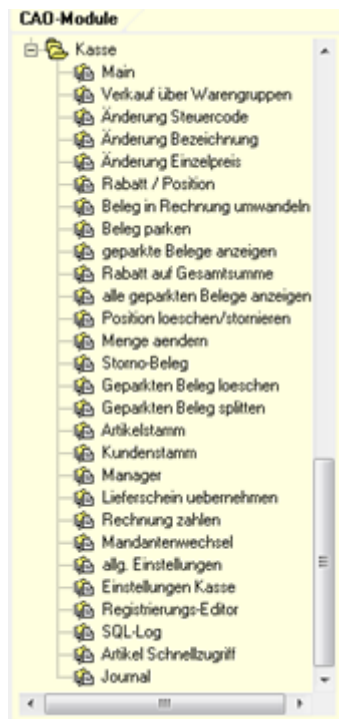 CAO-Module
Kasse
Main
Verkauf über Warengruppen
Änderung Steuercode
Änderung Bezeichnung
Änderung Einzelpreis
Rabatt / Position
Beleg in Rechnung umwandeln
Beleg parken
geparkte Belege anzeigen
Rabatt auf Gesamtsumme
alle geparkten Belege anzeigen
Position loeschen/stornieren
Menge aendern
Storno-Beleg
Geparkten Beleg loeschen
Geparkten Beleg splitten
Artikelstamm
Kundenstamm
Manager
Lieferschein uebernehmen
Rechnung zahlen
Mandantenwechsel
allg. Einstellungen
Einstellungen Kasse
Registrierungs-Editor
SQL-Log
Artikel Schnellzugriff
Journal